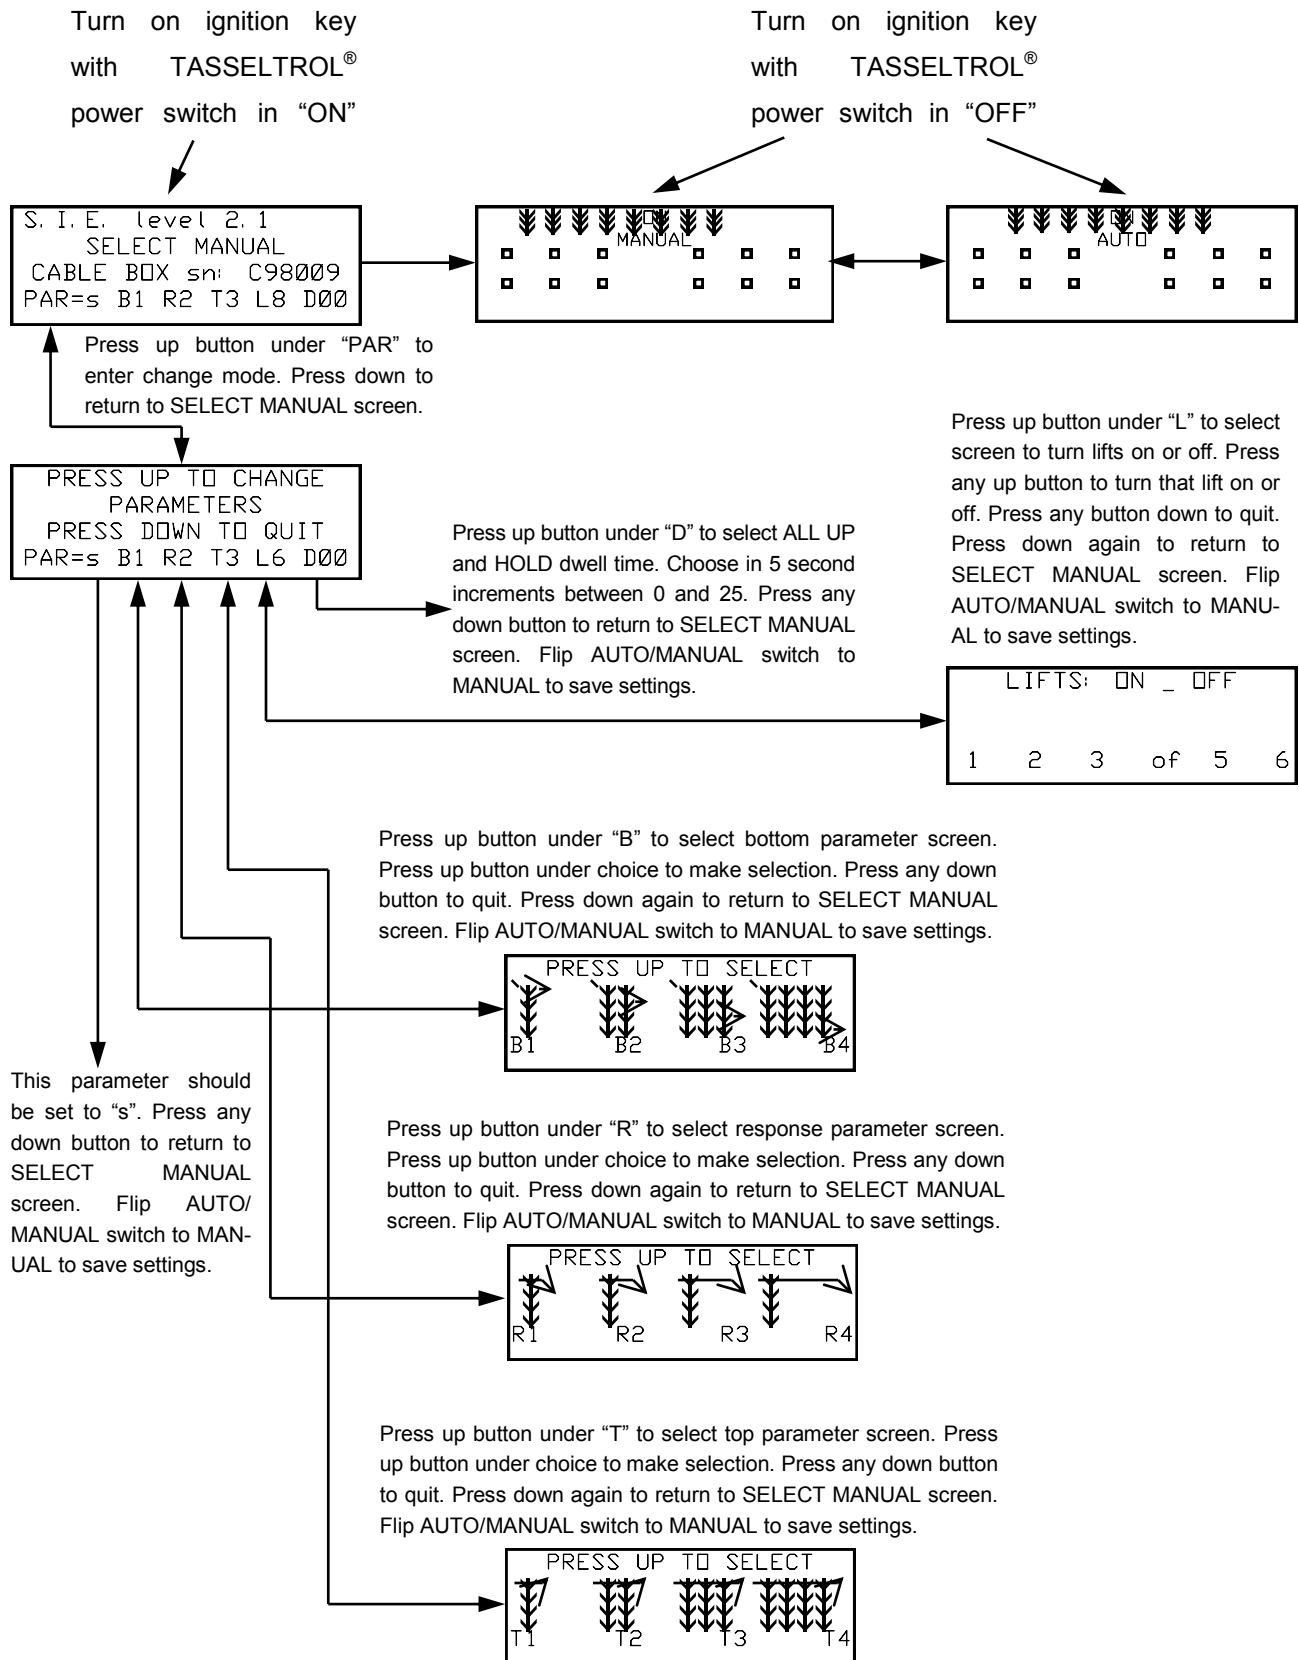 Turn on ignition key
with TASSELTROL®
power switch in “ON”
Turn on ignition key
with TASSELTROL®
power switch in “OFF”
S.I.E. level 2.1
SELECT MANUAL
CABLE BOX sn: C98009
PAR=s B1 R2 T3 L8 D00
ON
MANUAL
ON
AUTO
Press up button under “PAR” to
enter change mode. Press down to
return to SELECT MANUAL screen.
PRESS UP TO CHANGE
PARAMETERS
PRESS DOWN TO QUIT
PAR=s B1 R2 T3 L6 D00
Press up button under “D” to select ALL UP
and HOLD dwell time. Choose in 5 second
increments between 0 and 25. Press any
down button to return to SELECT MANUAL
screen. Flip AUTO/MANUAL switch to
MANUAL to save settings.
Press up button under “L” to select
screen to turn lifts on or off. Press
any up button to turn that lift on or
off. Press any button down to quit.
Press down again to return to
SELECT MANUAL screen. Flip
AUTO/MANUAL switch to MANU-
AL to save settings.
LIFTS: ON _ OFF
1 2 3 of 5 6
Press up button under “B” to select bottom parameter screen.
Press up button under choice to make selection. Press any down
button to quit. Press down again to return to SELECT MANUAL
screen. Flip AUTO/MANUAL switch to MANUAL to save settings.
PRESS UP TO SELECT
B1 B2 B3 B4
This parameter should
be set to “s”. Press any
down button to return to
SELECT MANUAL
screen. Flip AUTO/
MANUAL switch to MAN-
UAL to save settings.
Press up button under “R” to select response parameter screen.
Press up button under choice to make selection. Press any down
button to quit. Press down again to return to SELECT MANUAL
screen. Flip AUTO/MANUAL switch to MANUAL to save settings.
PRESS UP TO SELECT
R1 R2 R3 R4
Press up button under “T” to select top parameter screen. Press
up button under choice to make selection. Press any down button
to quit. Press down again to return to SELECT MANUAL screen.
Flip AUTO/MANUAL switch to MANUAL to save settings.
PRESS UP TO SELECT
T1 T2 T3 T4